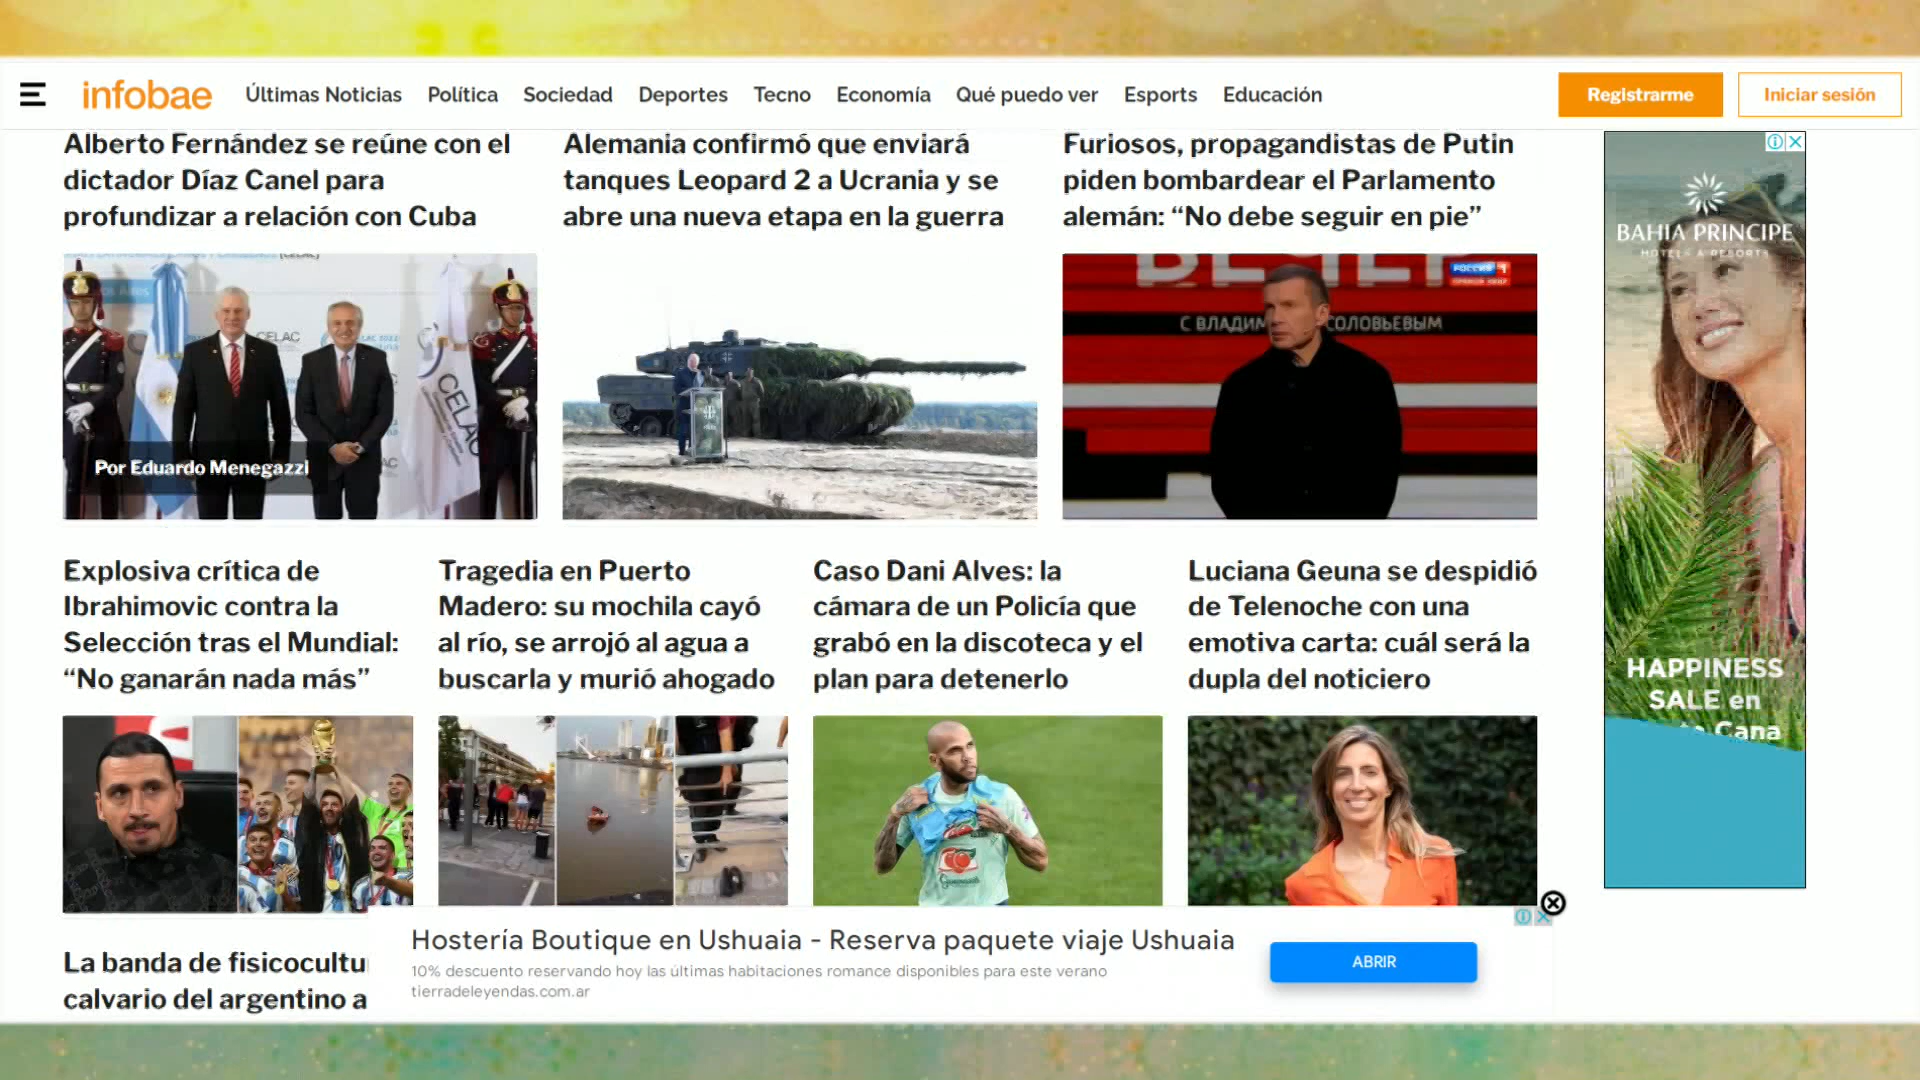 infobae
Últimas Noticias
Política
Sociedad
Deportes
Tecno
Economía
Qué puedo ver
Esports
Educación
Registrarme
Iniciar sesión
Alberto Fernández se reúne con el
dictador Díaz Canel para
profundizar a relación con Cuba
CELAC
CELAC
Por Eduardo Menegazzi
Alemania confirmó que enviará
tanques Leopard 2 a Ucrania y se
abre una nueva etapa en la guerra
Furiosos, propagandistas de Putin
piden bombardear el Parlamento
alemán: “No debe seguir en pie”
РОССИЯ 1
ПРЯМОЙ ЭФИР
BAHIA PRINCIPE
HOTELS & RESORTS
HAPPINESS
SALE en
Cana
Explosiva crítica de
Ibrahimovic contra la
Selección tras el Mundial:
“No ganarán nada más”
Tragedia en Puerto
Madero: su mochila cayó
al río, se arrojó al agua a
buscarla y murió ahogado
Caso Dani Alves: la
cámara de un Policía que
grabó en la discoteca y el
plan para detenerlo
Luciana Geuna se despidió
de Telenoche con una
emotiva carta: cuál será la
dupla del noticiero
La banda de fisicocultu
calvario del argentino a
Hostería Boutique en Ushuaia - Reserva paquete viaje Ushuaia
10% descuento reservando hoy las últimas habitaciones romance disponibles para este verano
tierradeleyendas.com.ar
ABRIR